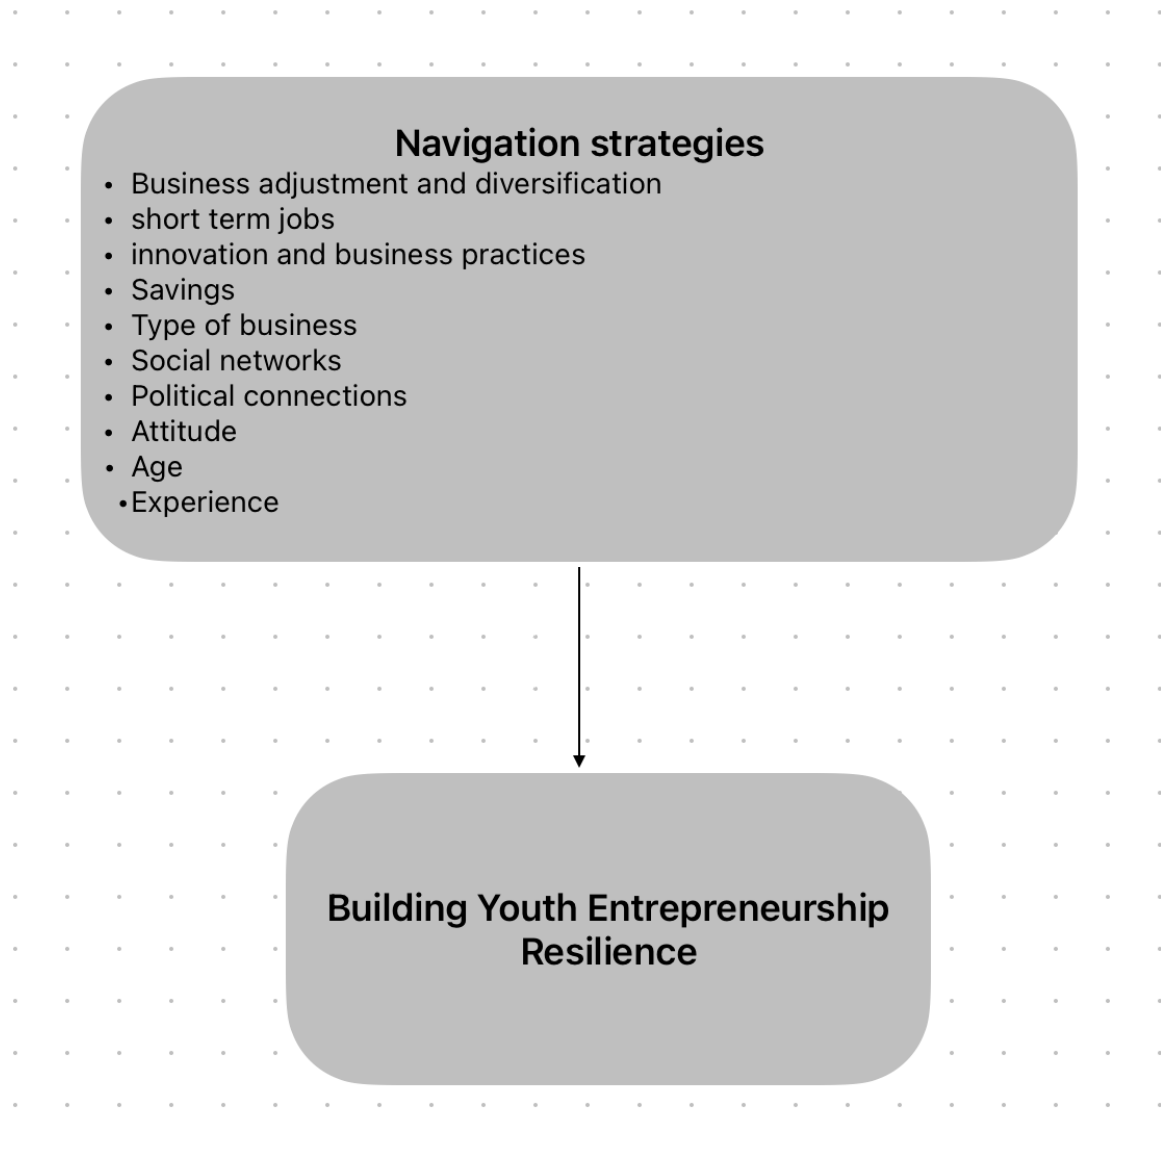 Navigation strategies
• Business adjustment and diversification
• short term jobs
• innovation and business practices
• Savings
• Type of business
• Social networks
• Political connections
• Attitude
• Age
•Experience
Building Youth Entrepreneurship
Resilience